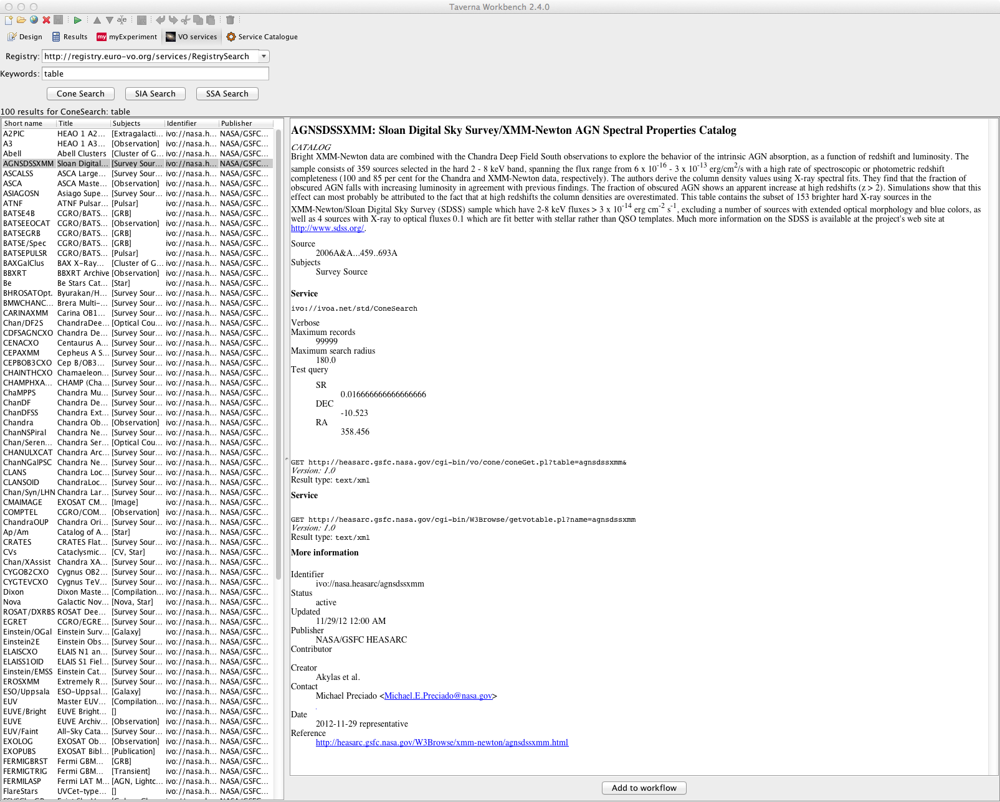 Taverna Workbench 2.4.0
Design Results myExperiment VO services Service Catalogue
Registry: http://registry.euro-vo.org/services/RegistrySearch
Keywords: table
Cone Search SIA Search SSA Search
100 results for ConeSearch: table
Short name Title Subjects Identifier Publisher
A2PIC HEAO 1 A2... [Extragalacti... ivo://nasa.h... NASA/GSFC...
A3 HEAO 1 A3... [Observation] ivo://nasa.h... NASA/GSFC...
Abell Abell Clusters [Cluster of G... ivo://nasa.h... NASA/GSFC...
AGNSDSSXMM Sloan Digital... [Survey Sour... ivo://nasa.h... NASA/GSFC...
ASCALSS ASCA Large... [Survey Sour... ivo://nasa.h... NASA/GSFC...
ASCA ASCA Maste... [Observation] ivo://nasa.h... NASA/GSFC...
ASIAGOSN Asiago Supe... [Survey Sour... ivo://nasa.h... NASA/GSFC...
ATNF ATNF Pulsar... [Pulsar] ivo://nasa.h... NASA/GSFC...
BATSE4B CGRO/BATS... [GRB] ivo://nasa.h... NASA/GSFC...
BATSEEOCAT CGRO/BATS... [Observation] ivo://nasa.h... NASA/GSFC...
BATSEGRB CGRO/BATS... [GRB] ivo://nasa.h... NASA/GSFC...
BATSE/Spec CGRO/BATS... [GRB] ivo://nasa.h... NASA/GSFC...
BATSEPULSR CGRO/BATS... [Pulsar] ivo://nasa.h... NASA/GSFC...
BAXGalClus BAX X-Ray... [Cluster of G... ivo://nasa.h... NASA/GSFC...
BBXRT BBXRT Archive [Observation] ivo://nasa.h... NASA/GSFC...
Be Be Stars Cat... [Star] ivo://nasa.h... NASA/GSFC...
BHROSATOpt. Byurakan/H... [Survey Sour... ivo://nasa.h... NASA/GSFC...
BMWCHANC... Brera Multi-... [Survey Sour... ivo://nasa.h... NASA/GSFC...
CARINAXMM Carina OB1... [Survey Sour... ivo://nasa.h... NASA/GSFC...
Chan/DF2S ChandraDee... [Optical Cou... ivo://nasa.h... NASA/GSFC...
CDFSAGNCXO Chandra De... [Survey Sour... ivo://nasa.h... NASA/GSFC...
CENACXO Centaurus A... [Survey Sour... ivo://nasa.h... NASA/GSFC...
CEPAXMM Cepheus A S... [Survey Sour... ivo://nasa.h... NASA/GSFC...
CEPBOB3CXO Cep B/OB3... [Survey Sour... ivo://nasa.h... NASA/GSFC...
CHAINTHCXO Chamaeleon... [Survey Sour... ivo://nasa.h... NASA/GSFC...
CHAMPHXA... CHAMP (Cha... [Survey Sour... ivo://nasa.h... NASA/GSFC...
ChaMPPS Chandra Mu... [Survey Sour... ivo://nasa.h... NASA/GSFC...
ChanDF Chandra De... [Survey Sour... ivo://nasa.h... NASA/GSFC...
ChanDFSS Chandra Ext... [Survey Sour... ivo://nasa.h... NASA/GSFC...
Chandra Chandra Ob... [Observation] ivo://nasa.h... NASA/GSFC...
ChanNSPiral Chandra Ne... [Survey Sour... ivo://nasa.h... NASA/GSFC...
Chan/Seren... Chandra Ser... [Optical Cou... ivo://nasa.h... NASA/GSFC...
CHANULXCAT Chandra Arc... [Survey Sour... ivo://nasa.h... NASA/GSFC...
ChanNGalPSC Chandra Ne... [Survey Sour... ivo://nasa.h... NASA/GSFC...
CLANS Chandra Loc... [Survey Sour... ivo://nasa.h... NASA/GSFC...
CLANSOID ChandraLoc... [Survey Sour... ivo://nasa.h... NASA/GSFC...
Chan/Syn/LHN Chandra Lar... [Survey Sour... ivo://nasa.h... NASA/GSFC...
CMAIMAGE EXOSAT CM... [Image] ivo://nasa.h... NASA/GSFC...
COMPTEL CGRO/COM... [Observation] ivo://nasa.h... NASA/GSFC...
ChandraOUP Chandra Ori... [Survey Sour... ivo://nasa.h... NASA/GSFC...
Ap/Am Catalog of A... [Star] ivo://nasa.h... NASA/GSFC...
CRATES CRATES Flat... [Survey Sour... ivo://nasa.h... NASA/GSFC...
CVs Cataclysmic... [CV, Star] ivo://nasa.h... NASA/GSFC...
Chan/XAssist Chandra XA... [Survey Sour... ivo://nasa.h... NASA/GSFC...
CYGOB2CXO Cygnus OB2... [Survey Sour... ivo://nasa.h... NASA/GSFC...
CYGTEVCXO Cygnus TeV... [Survey Sour... ivo://nasa.h... NASA/GSFC...
Dixon Dixon Maste... [Compilation... ivo://nasa.h... NASA/GSFC...
Nova Galactic Nov... [Nova, Star] ivo://nasa.h... NASA/GSFC...
ROSAT/DXRBS ROSAT Dee... [Survey Sour... ivo://nasa.h... NASA/GSFC...
EGRET CGRO/EGRE... [Survey Sour... ivo://nasa.h... NASA/GSFC...
Einstein/OGal Einstein Surv... [Galaxy] ivo://nasa.h... NASA/GSFC...
Einstein2E Einstein Obs... [Survey Sour... ivo://nasa.h... NASA/GSFC...
ELAISCXO ELAIS N1 an... [Survey Sour... ivo://nasa.h... NASA/GSFC...
ELAISS1OID ELAIS S1 Fiel... [Survey Sour... ivo://nasa.h... NASA/GSFC...
Einstein/EMSS Einstein Cat... [Survey Sour... ivo://nasa.h... NASA/GSFC...
EROSXMM Extremely R... [Survey Sour... ivo://nasa.h... NASA/GSFC...
ESO/Uppsala ESO-Uppsal... [Galaxy] ivo://nasa.h... NASA/GSFC...
EUV Master EUV... [Compilation... ivo://nasa.h... NASA/GSFC...
EUVE/Bright EUVE Bright... [] ivo://nasa.h... NASA/GSFC...
EUVE EUVE Archiv... [Observation] ivo://nasa.h... NASA/GSFC...
EUV/Faint All-Sky Cata... [Survey Sour... ivo://nasa.h... NASA/GSFC...
EXOLOG EXOSAT Ob... [Observation] ivo://nasa.h... NASA/GSFC...
EXOPUBS EXOSAT Bibl... [Publication] ivo://nasa.h... NASA/GSFC...
FERMIGBRST Fermi GBM... [GRB] ivo://nasa.h... NASA/GSFC...
FERMIGTRIG Fermi GBM... [Transient] ivo://nasa.h... NASA/GSFC...
FERMILASP Fermi LAT M... [AGN, Lightc... ivo://nasa.h... NASA/GSFC...
FlareStars UVCet-type... [] ivo://nasa.h... NASA/GSFC...
AGNSDSSXMM: Sloan Digital Sky Survey/XMM-Newton AGN Spectral Properties Catalog
CATALOG
Bright XMM-Newton data are combined with the Chandra Deep Field South observations to explore the behavior of the intrinsic AGN absorption, as a function of redshift and luminosity. The
sample consists of 359 sources selected in the hard 2 - 8 keV band, spanning the flux range from 6 x 10^-16 - 3 x 10^-13 erg/cm^2/s with a high rate of spectroscopic or photometric redshift
completeness (100 and 85 per cent for the Chandra and XMM-Newton data, respectively). The authors derive the column density values using X-ray spectral fits. They find that the fraction of
obscured AGN falls with increasing luminosity in agreement with previous findings. The fraction of obscured AGN shows an apparent increase at high redshifts (z > 2). Simulations show that this
effect can most probably be attributed to the fact that at high redshifts the column densities are overestimated. This table contains the subset of 153 brighter hard X-ray sources in the
XMM-Newton/Sloan Digital Sky Survey (SDSS) sample which have 2-8 keV fluxes > 3 x 10^-14 erg cm^-2 s^-1, excluding a number of sources with extended optical morphology and blue colors, as
well as 4 sources with X-ray to optical fluxes 0.1 which are fit better with stellar rather than QSO templates. Much more information on the SDSS is available at the project's web site at
http://www.sdss.org/.
Source
2006A&A...459..693A
Subjects
Survey Source
Service
ivo://ivoa.net/std/ConeSearch
Verbose
Maximum records
99999
Maximum search radius
180.0
Test query
SR
0.016666666666666666
DEC
-10.523
RA
358.456
GET http://heasarc.gsfc.nasa.gov/cgi-bin/vo/cone/coneGet.pl?table=agnsdssxmm&
Version: 1.0
Result type: text/xml
Service
GET http://heasarc.gsfc.nasa.gov/cgi-bin/W3Browse/getvotable.pl?name=agnsdssxmm
Version: 1.0
Result type: text/xml
More information
Identifier
ivo://nasa.heasarc/agnsdssxmm
Status
active
Updated
11/29/12 12:00 AM
Publisher
NASA/GSFC HEASARC
Contributor
Creator
Akylas et al.
Contact
Michael Preciado <Michael.E.Preciado@nasa.gov>
.
Date
2012-11-29 representative
Reference
http://heasarc.gsfc.nasa.gov/W3Browse/xmm-newton/agnsdssxmm.html
Add to workflow